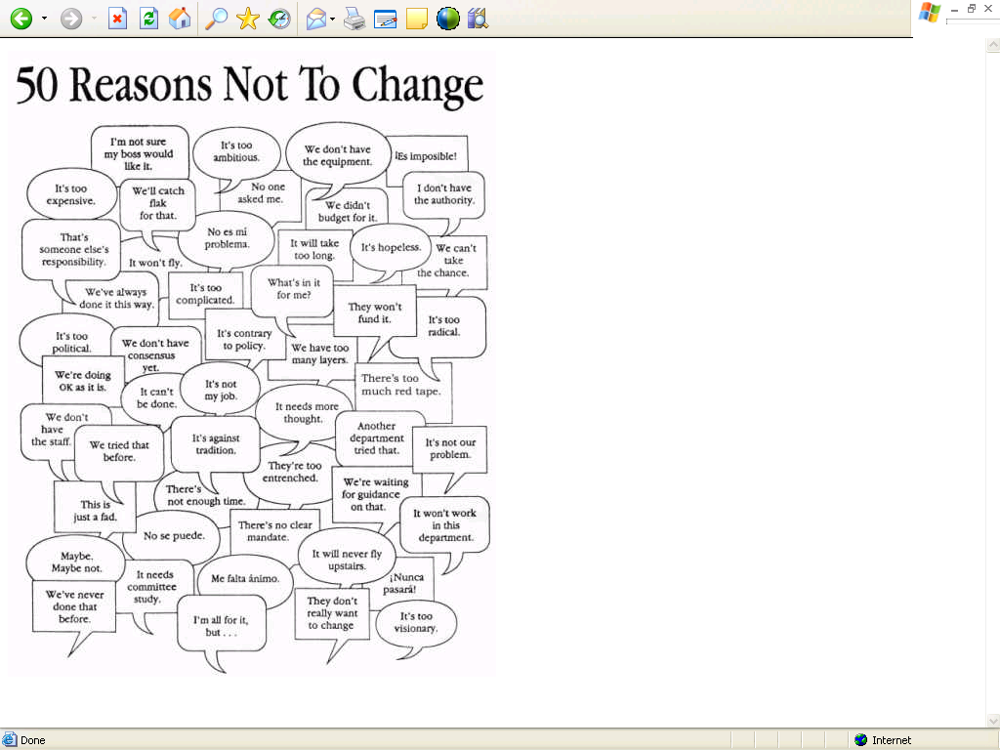 50 Reasons Not To Change
I'm not sure
my boss would
like it.
It's too
ambitious.
We don't have
the equipment.
¡Es imposible!
It's too
expensive.
We'll catch
flak
for that.
No one
asked me.
We didn't
budget for it.
I don't have
the authority.
That's
someone else's
responsibility.
It won't fly.
No es mi
problema.
It will take
too long.
It's hopeless.
We can't
take
the chance.
We've always
done it this way.
It's too
complicated.
What's in it
for me?
They won't
fund it.
It's too
radical.
It's too
political.
We don't have
consensus
yet.
It's contrary
to policy.
We have too
many layers.
We're doing
OK as it is.
It can't
be done.
It's not
my job.
There's too
much red tape.
It needs more
thought.
We don't
have
the staff.
We tried that
before.
It's against
tradition.
Another
department
tried that.
It's not our
problem.
They're too
entrenched.
This is
just a fad.
There's
not enough time.
We're waiting
for guidance
on that.
It won't work
in this
department.
No se puede.
There's no clear
mandate.
Maybe.
Maybe not.
It needs
committee
study.
Me falta ánimo.
It will never fly
upstairs.
¡Nunca
pasará!
We've never
done that
before.
I'm all for it,
but . . .
They don't
really want
to change
It's too
visionary.
Done
Internet